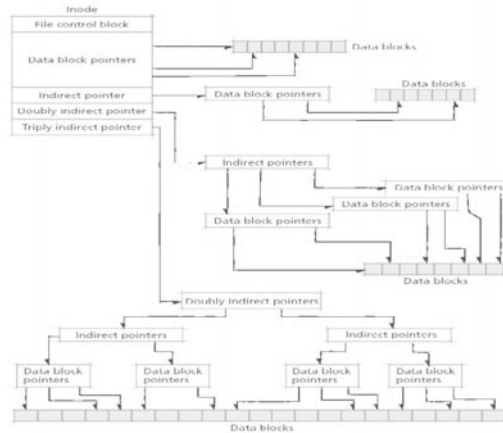 Inode
File control block
Data block pointers
Data blocks
Data blocks
Indirect pointer
Data block pointers
Doubly indirect pointer
Triply indirect pointer
Indirect pointers
Data block pointers
Data block pointers
Data block pointers
Data blocks
Doubly indirect pointers
Indirect pointers
Indirect pointers
Data block
pointers
Data block
pointers
Data block
pointers
Data block
pointers
Data blocks